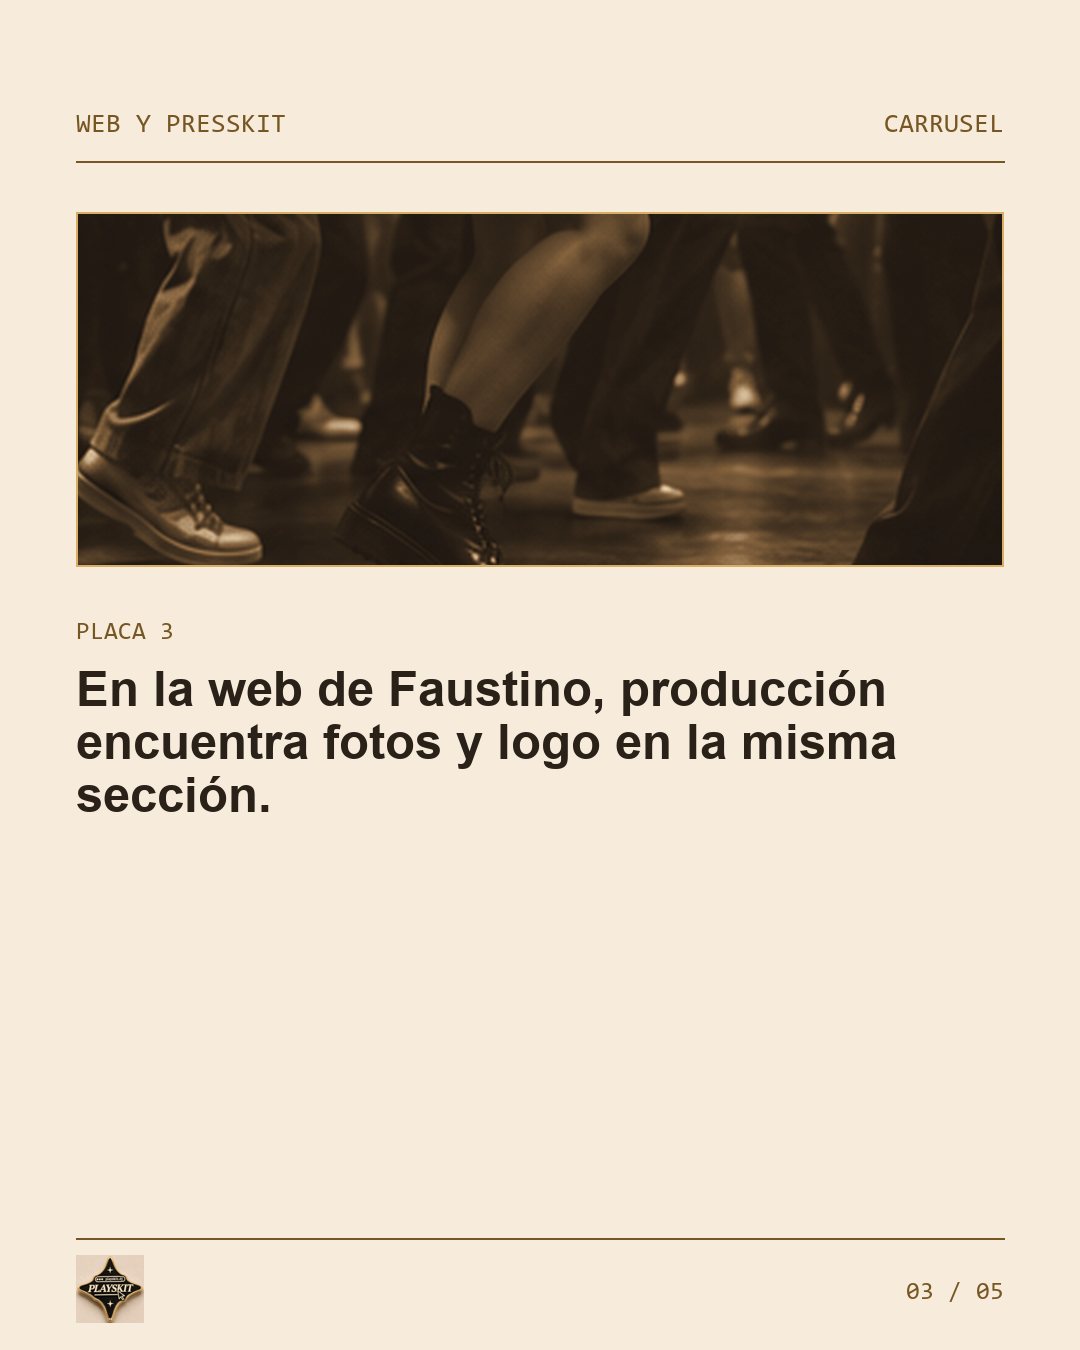 WEB Y PRESSKIT
CARRUSEL
PLACA 3
En la web de Faustino, producción
encuentra fotos y logo en la misma
sección.
PLAYSKIT
03 / 05